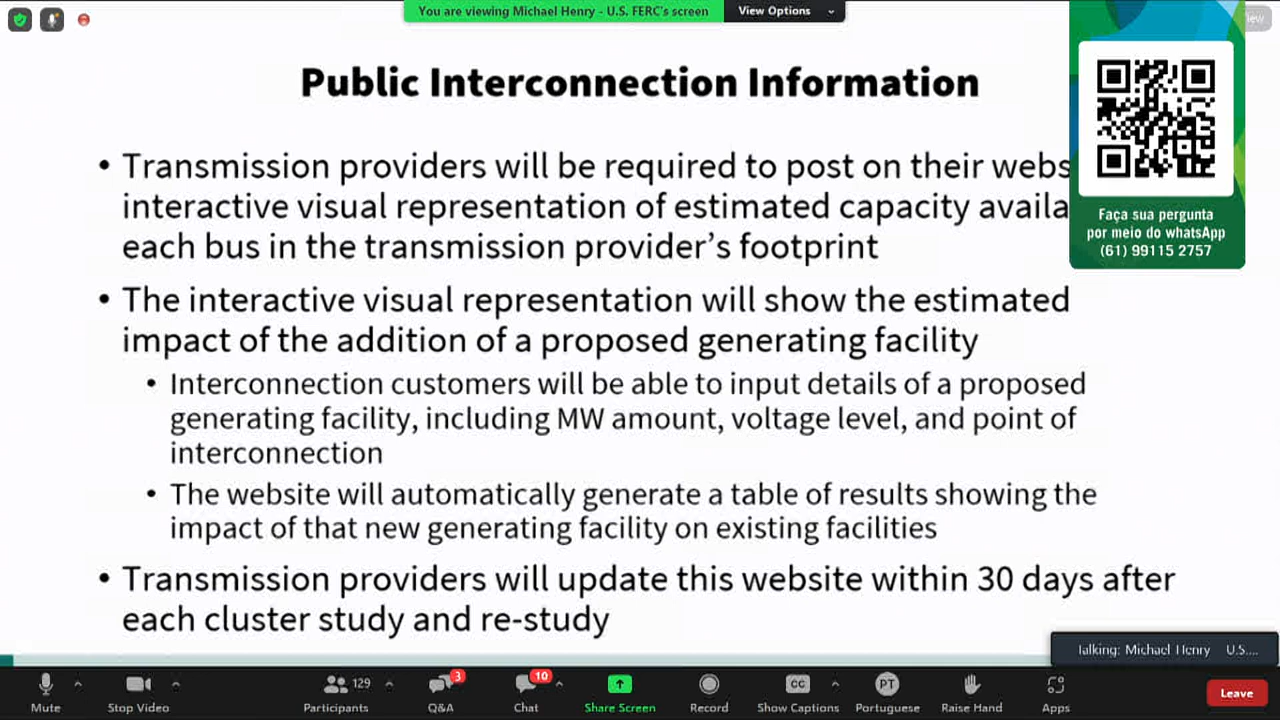 You are viewing Michael Henry - U.S. FERC's screen
View Options
Public Interconnection Information
• Transmission providers will be required to post on their
interactive visual representation of estimated capacity
each bus in the transmission provider's footprint
• The interactive visual representation will show the estimated
impact of the addition of a proposed generating facility
• Interconnection customers will be able to input details of a proposed
generating facility, including MW amount, voltage level, and point of
interconnection
• The website will automatically generate a table of results showing the
impact of that new generating facility on existing facilities
• Transmission providers will update this website within 30 days after
each cluster study and re-study
Faça sua pergunta
por meio do whatsApp
(61) 99115 2757
Talking: Michael Henry U.S....
129
3
10
CC
PT
Mute
Stop Video
Participants
Q&A
Chat
Share Screen
Record
Show Captions
Portuguese
Raise Hand
Apps
Leave